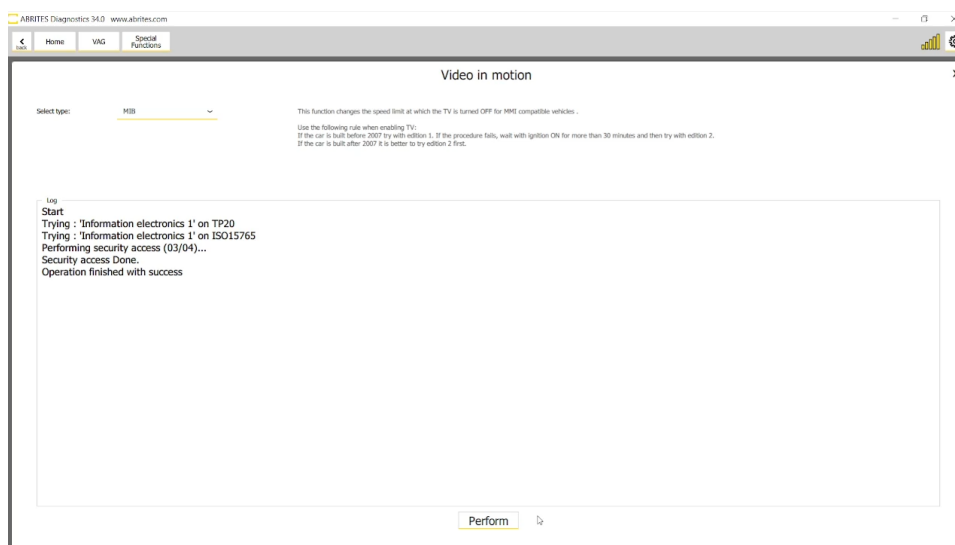 ABRITES Diagnostics 34.0 www.abrites.com
back
Home
VAG
Special
Functions
Video in motion
Select type:
MIB
This function changes the speed limit at which the TV is turned OFF for MMI compatible vehicles .
Use the following rule when enabling TV:
If the car is built before 2007 try with edition 1. If the procedure fails, wait with ignition ON for more than 30 minutes and then try with edition 2.
If the car is built after 2007 it is better to try edition 2 first.
Log
Start
Trying : 'Information electronics 1' on TP20
Trying : 'Information electronics 1' on ISO15765
Performing security access (03/04)...
Security access Done.
Operation finished with success
Perform